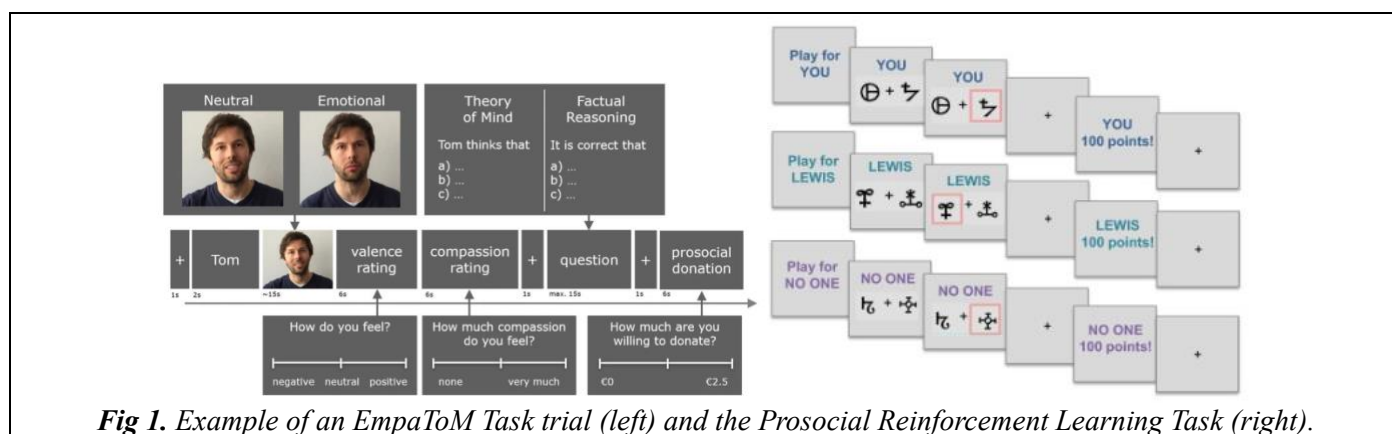 Neutral
Emotional
Theory
of Mind
Factual
Reasoning
Tom thinks that
It is correct that
a) ...
b) ...
c) ...
a) ...
b) ...
c) ...
+
Tom
valence
rating
compassion
rating
+
question
+
prosocial
donation
1s
2s
~15s
6s
6s
1s
max. 15s
1s
6s
How do you feel?
negative neutral positive
How much compassion
do you feel?
none very much
How much are you
willing to donate?
€0 €2.5
Play for
YOU
YOU
+
YOU
+
+
YOU
100 points!
+
Play for
LEWIS
LEWIS
+
LEWIS
+
+
LEWIS
100 points!
+
Play for
NO ONE
NO ONE
+
NO ONE
+
+
NO ONE
100 points!
+
Fig 1. Example of an EmpaToM Task trial (left) and the Prosocial Reinforcement Learning Task (right).